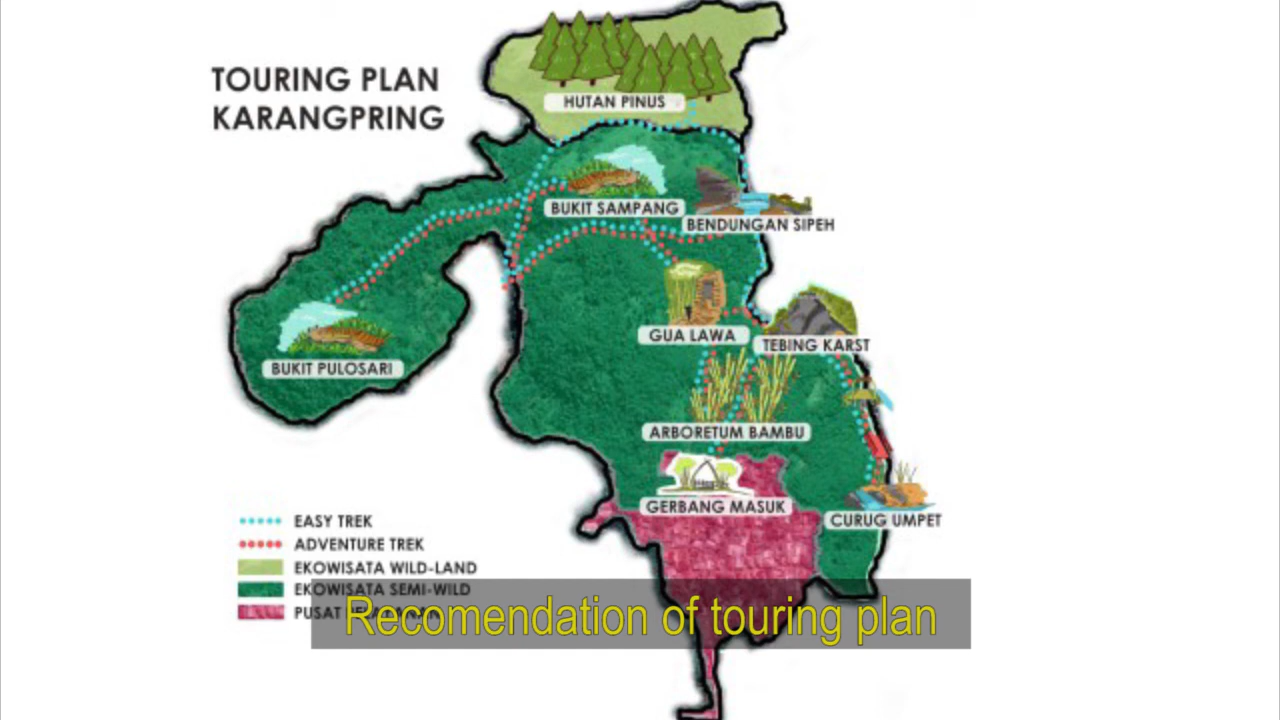 TOURING PLAN
KARANGPRING
HUTAN PINUS
BUKIT SAMPANG
BENDUNGAN SIPEH
GUA LAWA
TEBING KARST
BUKIT PULOSARI
ARBORETUM BAMBU
GERBANG MASUK
CURUG UMPET
EASY TREK
ADVENTURE TREK
EKOWISATA WILD-LAND
EKOWISATA SEMI-WILD
PUSAT
Recomendation of touring plan